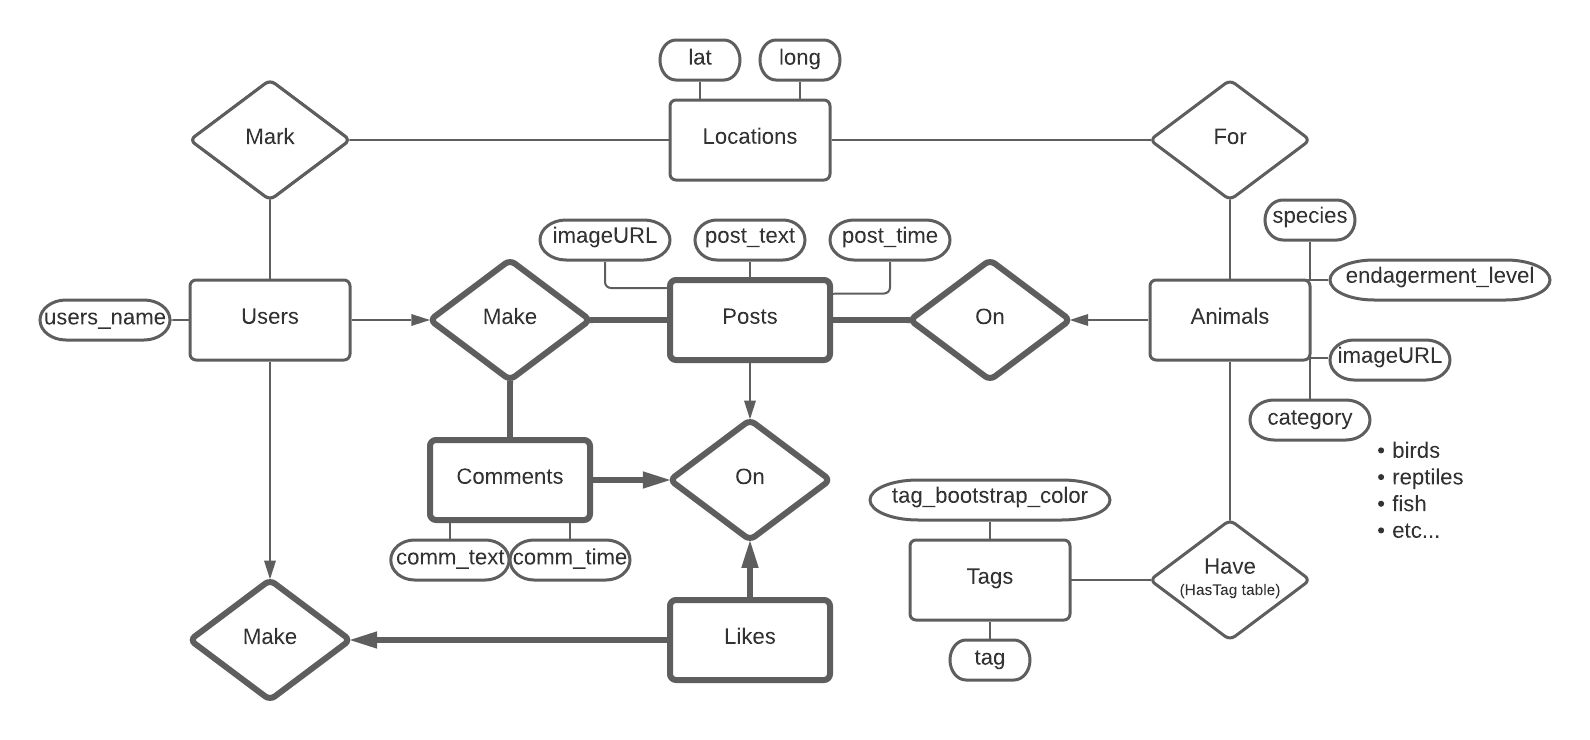 lat
long
Mark
Locations
For
species
imageURL
post_text
post_time
endagerment_level
users_name
Users
Make
Posts
On
Animals
imageURL
category
• birds
• reptiles
• fish
• etc...
Comments
On
comm_text
comm_time
tag_bootstrap_color
Tags
Have
(HasTag table)
Make
Likes
tag